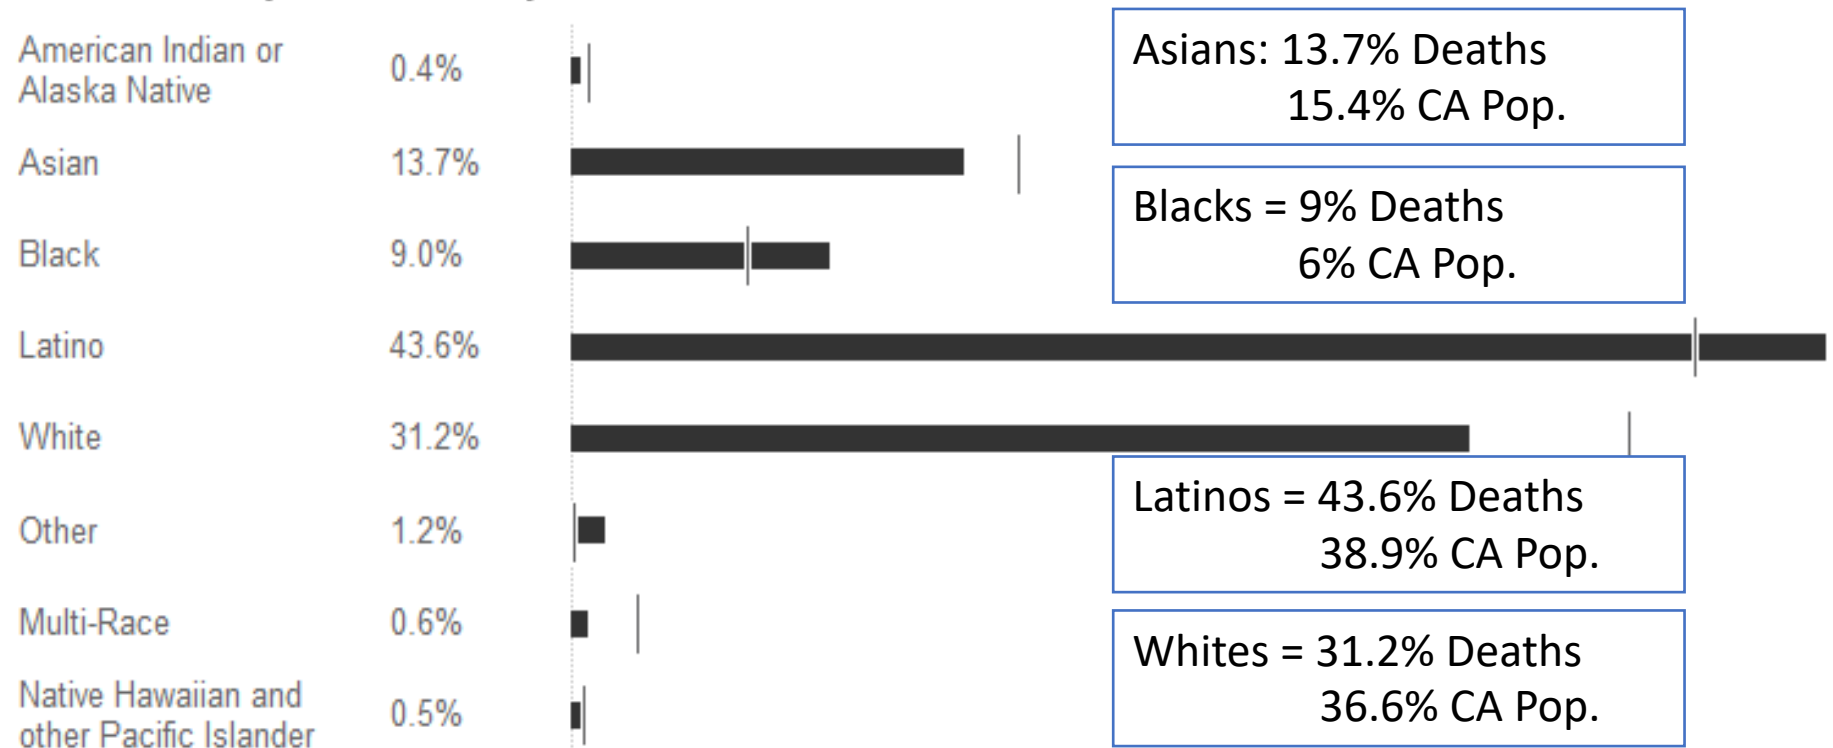 American Indian or
Alaska Native
0.4%
Asian
13.7%
Black
9.0%
Latino
43.6%
White
31.2%
Other
1.2%
Multi-Race
0.6%
Native Hawaiian and
other Pacific Islander
0.5%
Asians: 13.7% Deaths
15.4% CA Pop.
Blacks = 9% Deaths
6% CA Pop.
Latinos = 43.6% Deaths
38.9% CA Pop.
Whites = 31.2% Deaths
36.6% CA Pop.